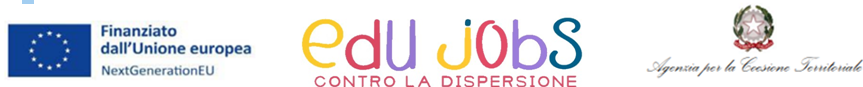 Finanziato
dall'Unione europea
NextGenerationEU
edU jObS
CONTRO LA DISPERSIONE
Agenzia per la Coesione Territoriale